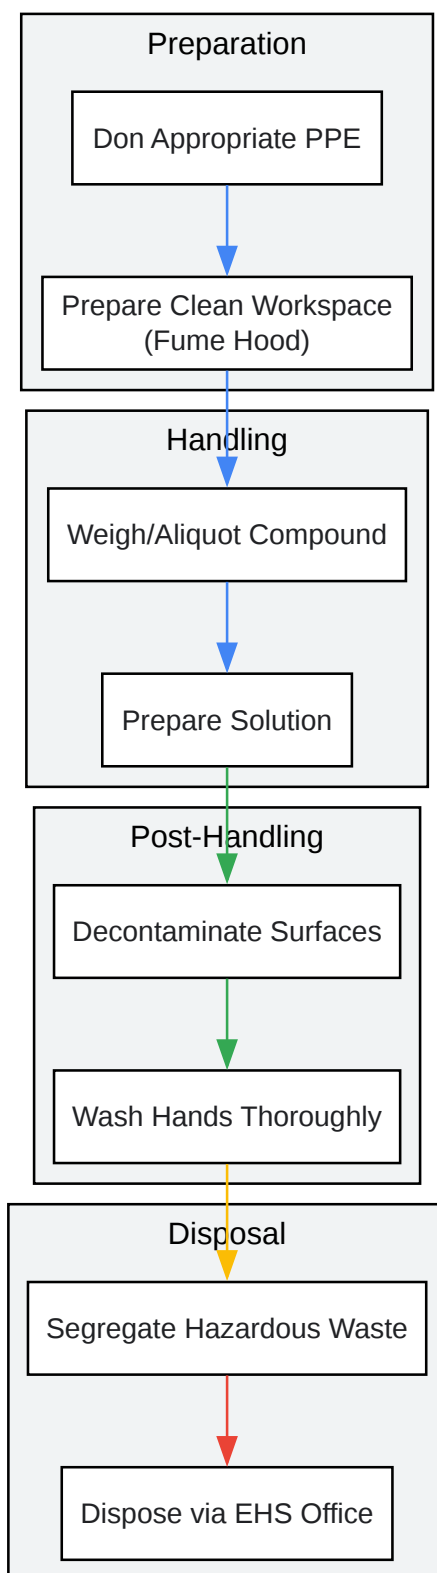 Preparation
Don Appropriate PPE
Prepare Clean Workspace
(Fume Hood)
Handling
Weigh/Aliquot Compound
Prepare Solution
Post-Handling
Decontaminate Surfaces
Wash Hands Thoroughly
Disposal
Segregate Hazardous Waste
Dispose via EHS Office